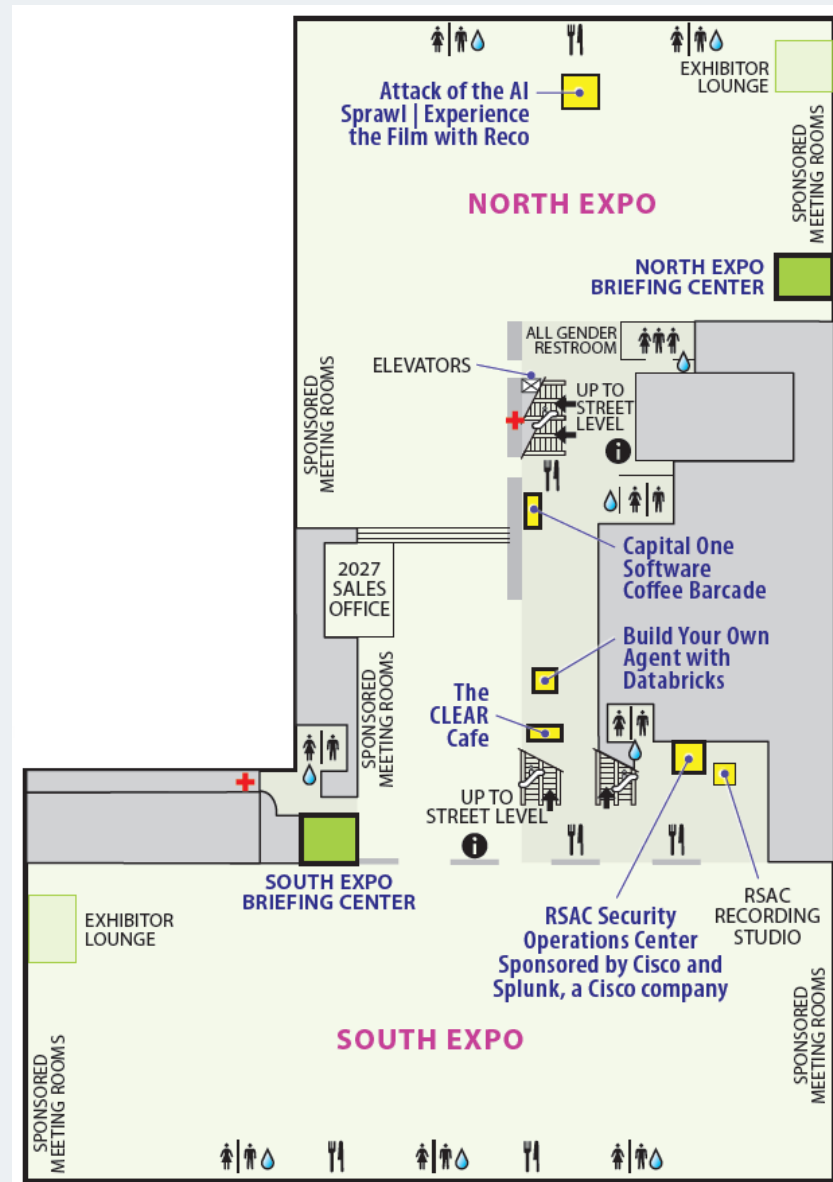 EXHIBITOR
LOUNGE
Attack of the AI
Sprawl | Experience
the Film with Reco
SPONSORED
MEETING ROOMS
NORTH EXPO
NORTH EXPO
BRIEFING CENTER
ALL GENDER
RESTROOM
ELEVATORS
UP TO
STREET
LEVEL
SPONSORED
MEETING ROOMS
i
Capital One
Software
Coffee Barcade
2027
SALES
OFFICE
Build Your Own
Agent with
Databricks
SPONSORED
MEETING ROOMS
The
CLEAR
Cafe
UP TO
STREET LEVEL
i
SOUTH EXPO
BRIEFING CENTER
EXHIBITOR
LOUNGE
RSAC
RECORDING
STUDIO
RSAC Security
Operations Center
Sponsored by Cisco and
Splunk, a Cisco company
SPONSORED
MEETING ROOMS
SOUTH EXPO
SPONSORED
MEETING ROOMS